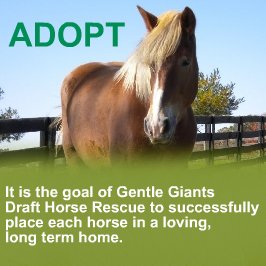 ADOPT
It is the goal of Gentle Giants
Draft Horse Rescue to successfully
place each horse in a loving,
long term home.